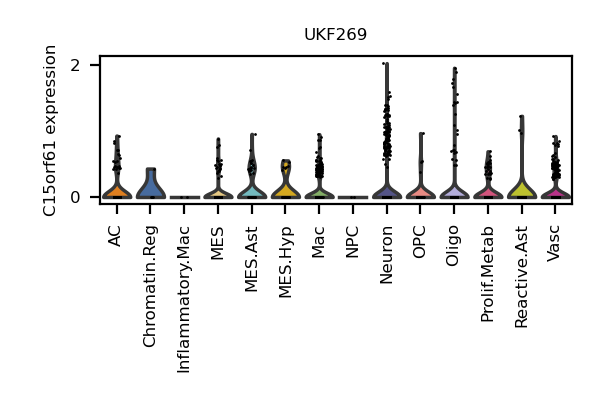 UKF269
C15orf61 expression
2
0
AC
Chromatin.Reg
Inflammatory.Mac
MES
MES.Ast
MES.Hyp
Mac
NPC
Neuron
OPC
Oligo
Prolif.Metab
Reactive.Ast
Vasc